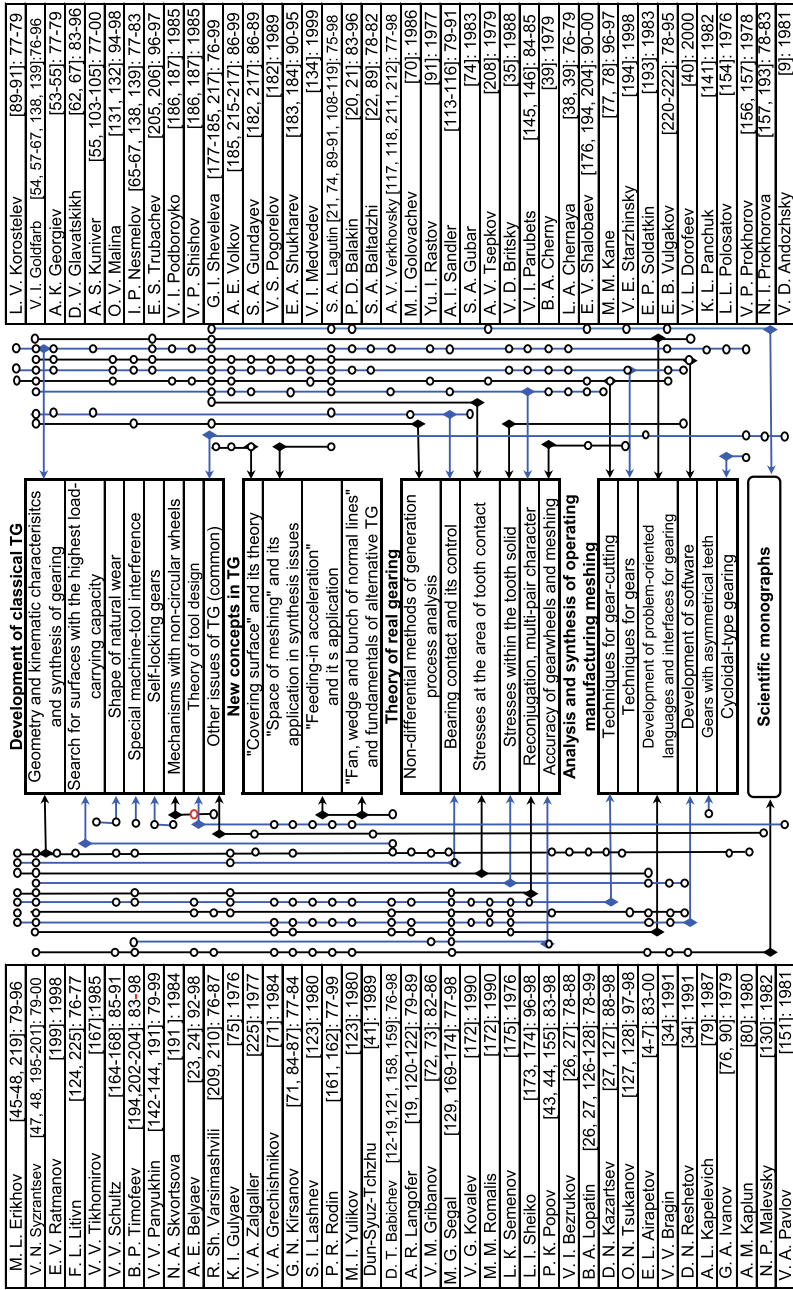 M. L. Erikhov [45-48, 219]: 79-96
V. N. Syzzantsev [47, 48, 195-201]: 79-00
E. V. Ratmanov [199]: 1998
F. L. Litivn [124, 225]: 76-77
V. V. Tikhomirov [167]:1985
V. V. Schultz [164-168]: 85-91
B. P. Timofeev [194,202-204]: 83-98
V. V. Panyukhin [142-144, 191]: 79-99
N. A. Skvortsova [191 ]: 1984
A. E. Belyaev [23, 24]: 92-98
R. Sh. Varsimashvili [209, 210]: 76-87
K. I. Gulyaev [75]: 1976
V. A. Zalgaller [225]: 1977
V. A. Grechishnikov [71]: 1984
G. N. Kirsanov [71, 84-87]: 77-84
S. I. Lashnev [123]: 1980
P. R. Rodin [161, 162]: 77-99
M. I. Yulikov [123]: 1980
Dun-Syuz-Tchzhu [41]: 1989
D. T. Babichev [12-19,121, 158, 159]: 76-98
A. R. Langofer [19, 120-122]: 79-89
V. M. Gribanov [72, 73]: 82-86
M. G. Segal [129, 169-174]: 77-98
V. G. Kovalev [172]: 1990
M. M. Romalis [172]: 1990
L. K. Semenov [175]: 1976
L. I. Sheiko [173, 174]: 96-98
P. K. Popov [43, 44, 155]: 83-98
V. I. Bezrukov [26, 27]: 78-88
B. A. Lopatin [26, 27, 126-128]: 78-99
D. N. Kazartsev [27, 127]: 88-98
O. N. Tsukanov [127, 128]: 97-98
E. L. Airapetov [4-7]: 83-00
V. V. Bragin [34]: 1991
D. N. Reshetov [34]: 1991
A. L. Kapelevich [79]: 1987
G. A. Ivanov [76, 90]: 1979
A. M. Kaplun [80]: 1980
N. P. Malevsky [130]: 1982
V. A. Pavlov [151]: 1981
Development of classical TG
Geometry and kinematic characterisitcs
and synthesis of gearing
Search for surfaces with the highest load-
carrying capacity
Shape of natural wear
Special machine-tool interference
Self-locking gears
Mechanisms with non-circular wheels
Theory of tool design
Other issues of TG (common)
New concepts in TG
"Covering surface" and its theory
"Space of meshing" and its
application in synthesis issues
"Feeding-in acceleration"
and it s application
"Fan, wedge and bunch of normal lines"
and fundamentals of alternative TG
Theory of real gearing
Non-differential methods of generation
process analysis
Bearing contact and its control
Stresses at the area of tooth contact
Stresses within the tooth solid
Reconjugation, multi-pair character
Accuracy of gearwheels and meshing
Analysis and synthesis of operating
manufacturing meshing
Techniques for gear-cutting
Techniques for gears
Development of problem-oriented
languages and interfaces for gearing
Development of software
Gears with asymmetrical teeth
Cycloidal-type gearing
Scientific monographs
L. V. Korostelev [89-91]: 77-79
V. I. Goldfarb [54, 57-67, 138, 139] 76-96
A. K. Georgiev [53-55] 77-79
D. V. Glavatskikh [62, 67]: 83-96
A. S. Kuniver [55, 103-105]: 77-00
O. V. Malina [131, 132]: 94-98
I. P. Nesmelov [65-67, 138, 139]: 77-83
E. S. Trubachev [205, 206]: 96-97
V. I. Podboroyko [186, 187]: 1985
V. P. Shishov [186, 187]: 1985
G. I. Sheveleva [177-185, 217]: 76-99
A. E. Volkov [185, 215-217]: 86-99
S. A. Gundayev [182, 217]: 86-89
V. S. Pogorelov [182]: 1989
E. A. Shukharev [183, 184]: 90-95
V. I. Medvedev [134]: 1999
S. A. Lagutin [21, 74, 89-91, 108-119]: 75-98
P. D. Balakin [20, 21]: 83-96
S. A. Baltadzhi [22, 89]: 78-82
A. V. Verkhovsky [117, 118, 211, 212]: 77-98
M. I. Golovachev [70]: 1986
Yu. I. Rastov [91]: 1977
A. I. Sandler [113-116]: 79-91
S. A. Gubar [74]: 1983
A. V. Tsepkov [208]: 1979
V. D. Britsky [35]: 1988
V. I. Parubets [145, 146]: 84-85
B. A. Cherny [39]: 1979
L. A. Chernaya [38, 39]: 76-79
E. V. Shalobaev [176, 194, 204]: 90-00
M. M. Kane [77, 78]: 96-97
V. E. Starzhinsky [194]: 1998
E. P. Soldatkin [193]: 1983
E. B. Vulgakov [220-222]: 78-95
V. L. Dorofeev [40]: 2000
K. L. Panchuk [141]: 1982
L. L. Polosatov [154]: 1976
V. P. Prokhorov [156, 157]: 1978
N. I. Prokhorova [157, 193]: 78-83
V. D. Andozhsky [9]: 1981